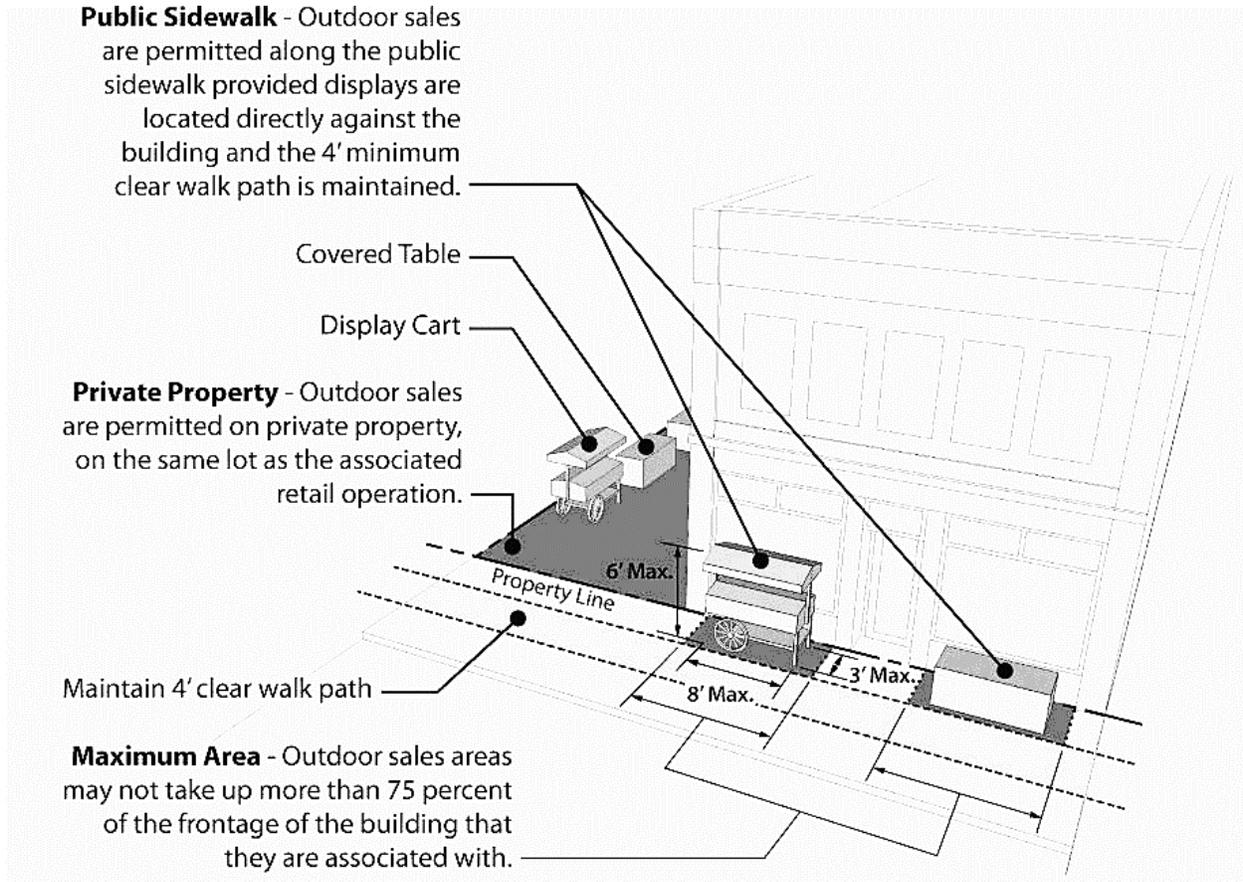 Public Sidewalk - Outdoor sales
are permitted along the public
sidewalk provided displays are
located directly against the
building and the 4' minimum
clear walk path is maintained.
Covered Table
Display Cart
Private Property - Outdoor sales
are permitted on private property,
on the same lot as the associated
retail operation.
6' Max.
Property Line
3' Max.
8' Max.
Maintain 4' clear walk path
Maximum Area - Outdoor sales areas
may not take up more than 75 percent
of the frontage of the building that
they are associated with.